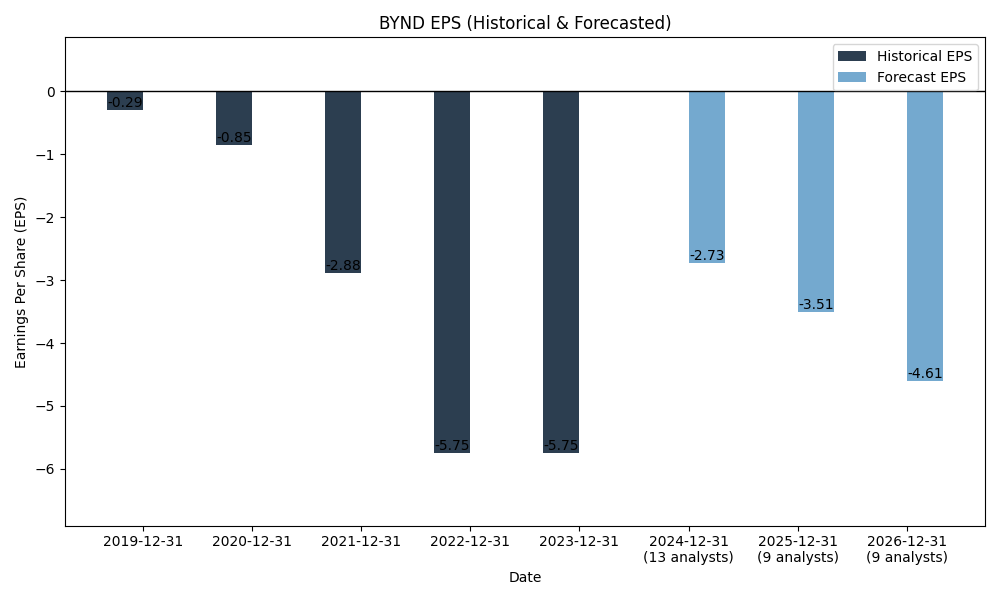 BYND EPS (Historical & Forecasted)
Historical EPS
Forecast EPS
Earnings Per Share (EPS)
0
−1
−2
−3
−4
−5
−6
-0.29
-0.85
-2.88
-5.75
-5.75
-2.73
-3.51
-4.61
2019-12-31
2020-12-31
2021-12-31
2022-12-31
2023-12-31
2024-12-31
(13 analysts)
2025-12-31
(9 analysts)
2026-12-31
(9 analysts)
Date